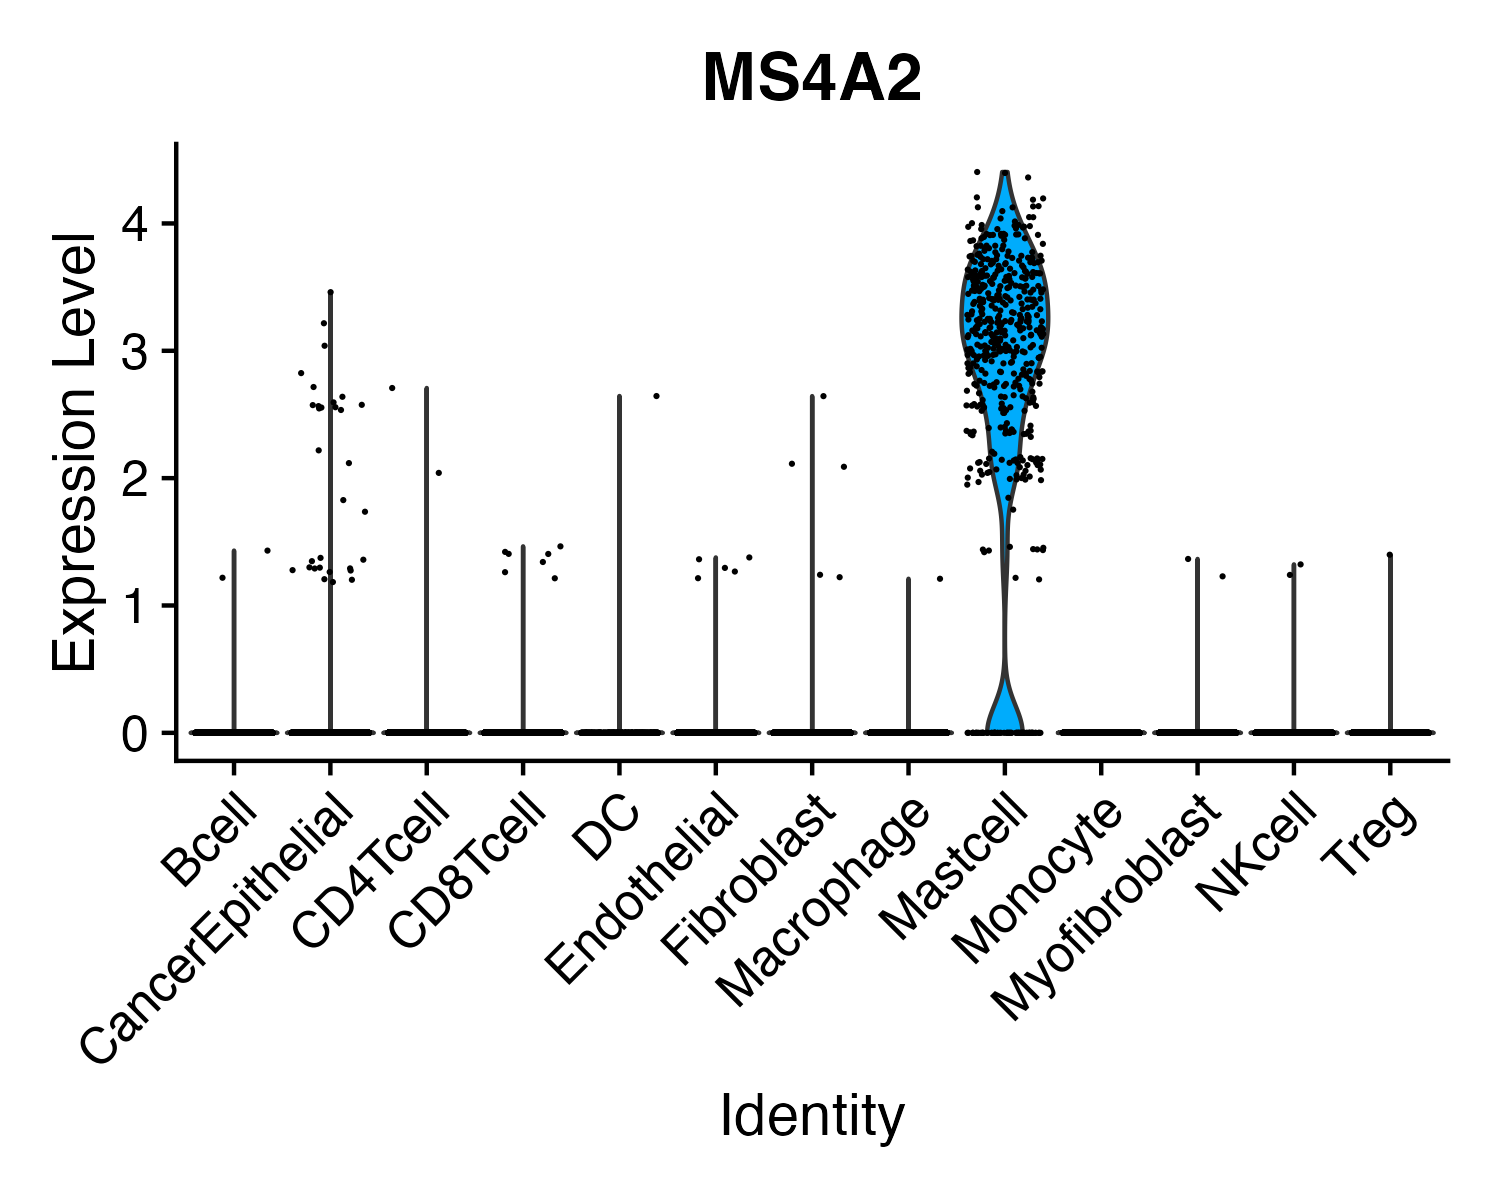 MS4A2
Expression Level
4
3
2
1
0
Bcell
CancerEpithelial
CD4Tcell
CD8Tcell
DC
Endothelial
Fibroblast
Macrophage
Mastcell
Monocyte
Myofibroblast
NKcell
Treg
Identity